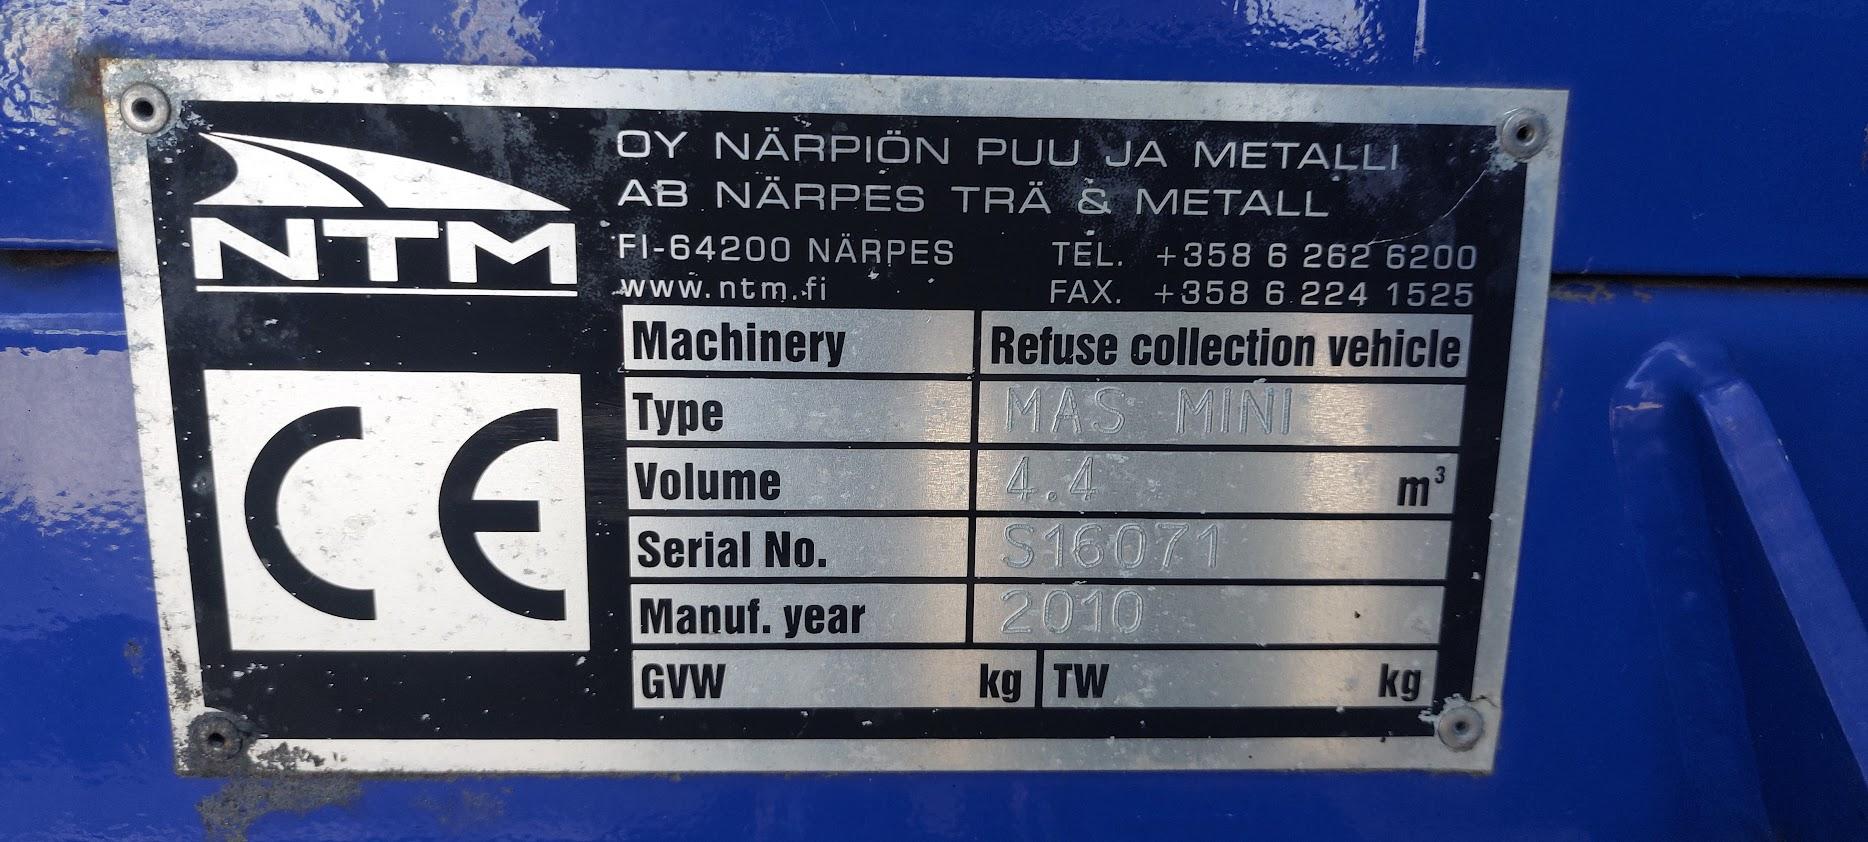 NTM
OY NÄRPIÖN PUU JA METALLI
AB NÄRPES TRÄ & METALL
FI-64200 NÄRPES TEL. +358 6 262 6200
www.ntm.fi FAX. +358 6 224 1525
CE
Machinery Refuse collection vehicle
Type MAS MINI
Volume 4.4 m³
Serial No. S16071
Manuf. year 2010
GVW kg TW kg